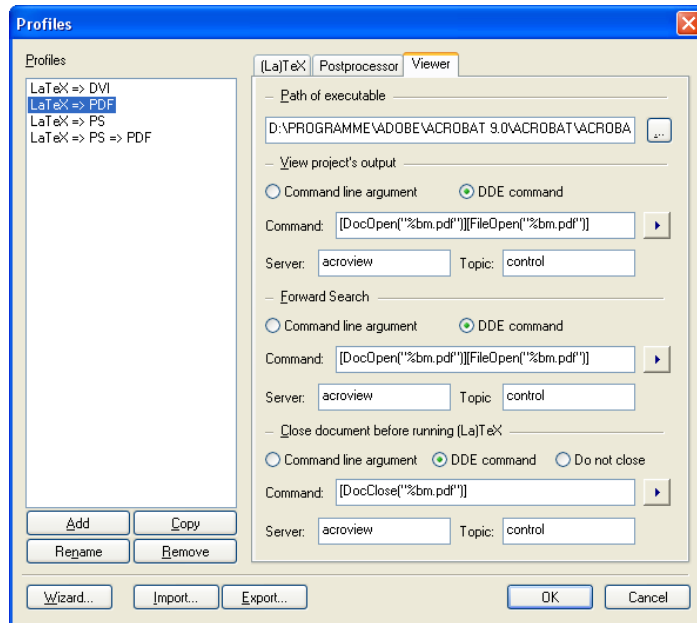 Profiles
Profiles
LaTeX => DVI
LaTeX => PDF
LaTeX => PS
LaTeX => PS => PDF
Add Copy
Rename Remove
(La)TeX Postprocessor Viewer
Path of executable
D:\PROGRAMME\ADOBE\ACROBAT 9.0\ACROBAT\ACROBA ...
View project's output
Command line argument DDE command
Command: [DocOpen("%bm.pdf")][FileOpen("%bm.pdf")]
Server: acroview Topic: control
Forward Search
Command line argument DDE command
Command: [DocOpen("%bm.pdf")][FileOpen("%bm.pdf")]
Server: acroview Topic control
Close document before running (La)TeX
Command line argument DDE command Do not close
Command: [DocClose("%bm.pdf")]
Server: acroview Topic: control
Wizard... Import... Export... OK Cancel